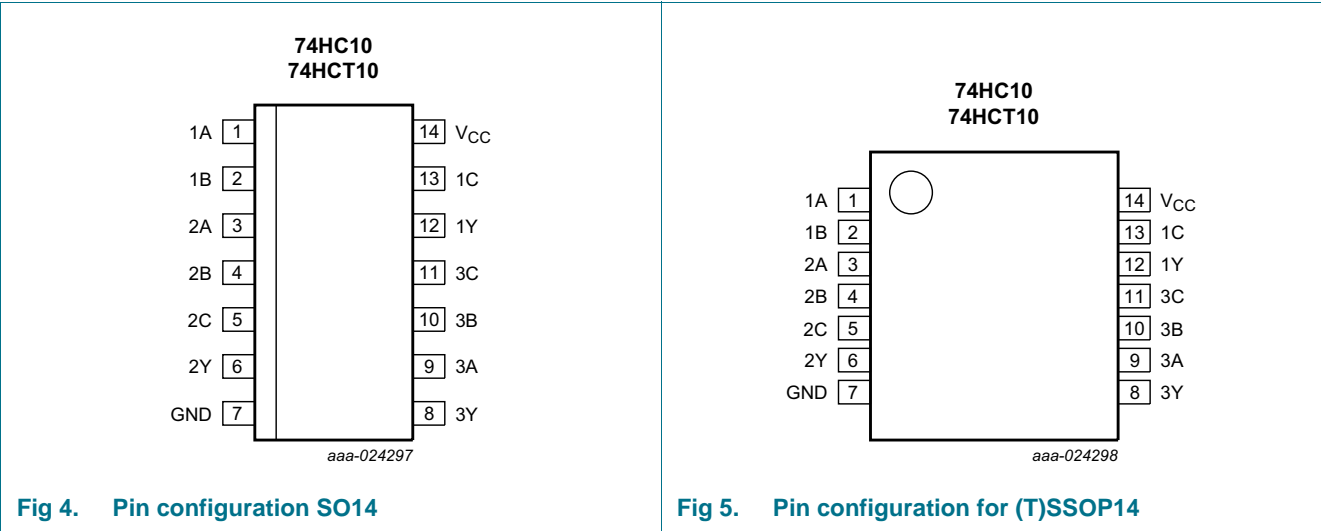 74HC10
74HCT10
1A 1 14 VCC
1B 2 13 1C
2A 3 12 1Y
2B 4 11 3C
2C 5 10 3B
2Y 6 9 3A
GND 7 8 3Y
aaa-024297
Fig 4. Pin configuration SO14
74HC10
74HCT10
1A 1 14 VCC
1B 2 13 1C
2A 3 12 1Y
2B 4 11 3C
2C 5 10 3B
2Y 6 9 3A
GND 7 8 3Y
aaa-024298
Fig 5. Pin configuration for (T)SSOP14